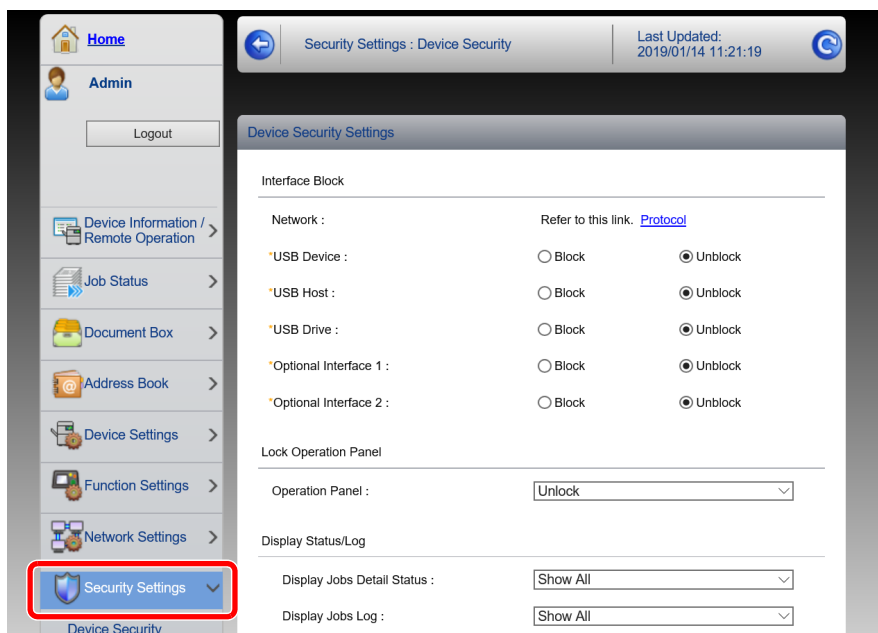 Home
Admin
Logout
Device Information /
Remote Operation
Job Status
Document Box
Address Book
Device Settings
Function Settings
Network Settings
Security Settings
Device Security
Security Settings : Device Security
Last Updated:
2019/01/14 11:21:19
Device Security Settings
Interface Block
Network : Refer to this link. Protocol
*USB Device : Block Unblock
*USB Host : Block Unblock
*USB Drive : Block Unblock
*Optional Interface 1 : Block Unblock
*Optional Interface 2 : Block Unblock
Lock Operation Panel
Operation Panel : Unlock
Display Status/Log
Display Jobs Detail Status : Show All
Display Jobs Log : Show All